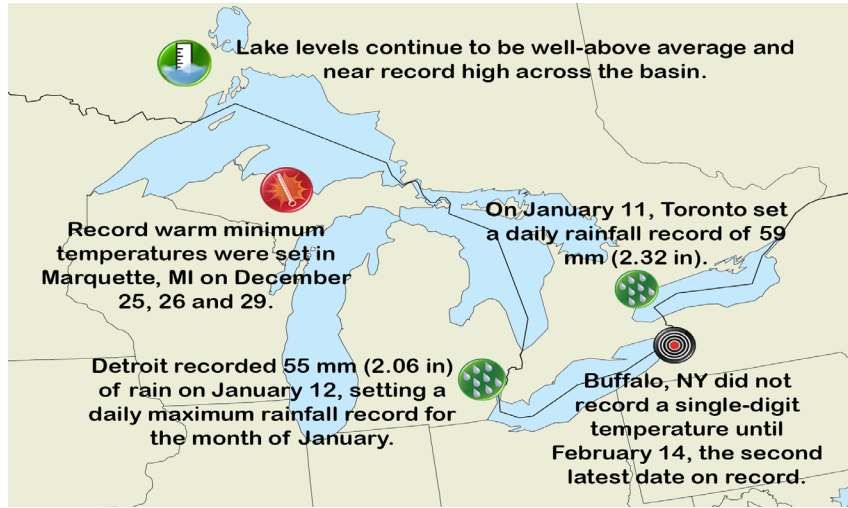 Lake levels continue to be well-above average and
near record high across the basin.
On January 11, Toronto set
a daily rainfall record of 59
mm (2.32 in).
Record warm minimum
temperatures were set in
Marquette, MI on December
25, 26 and 29.
Detroit recorded 55 mm (2.06 in)
of rain on January 12, setting a
daily maximum rainfall record for
the month of January.
Buffalo, NY did not
record a single-digit
temperature until
February 14, the second
latest date on record.